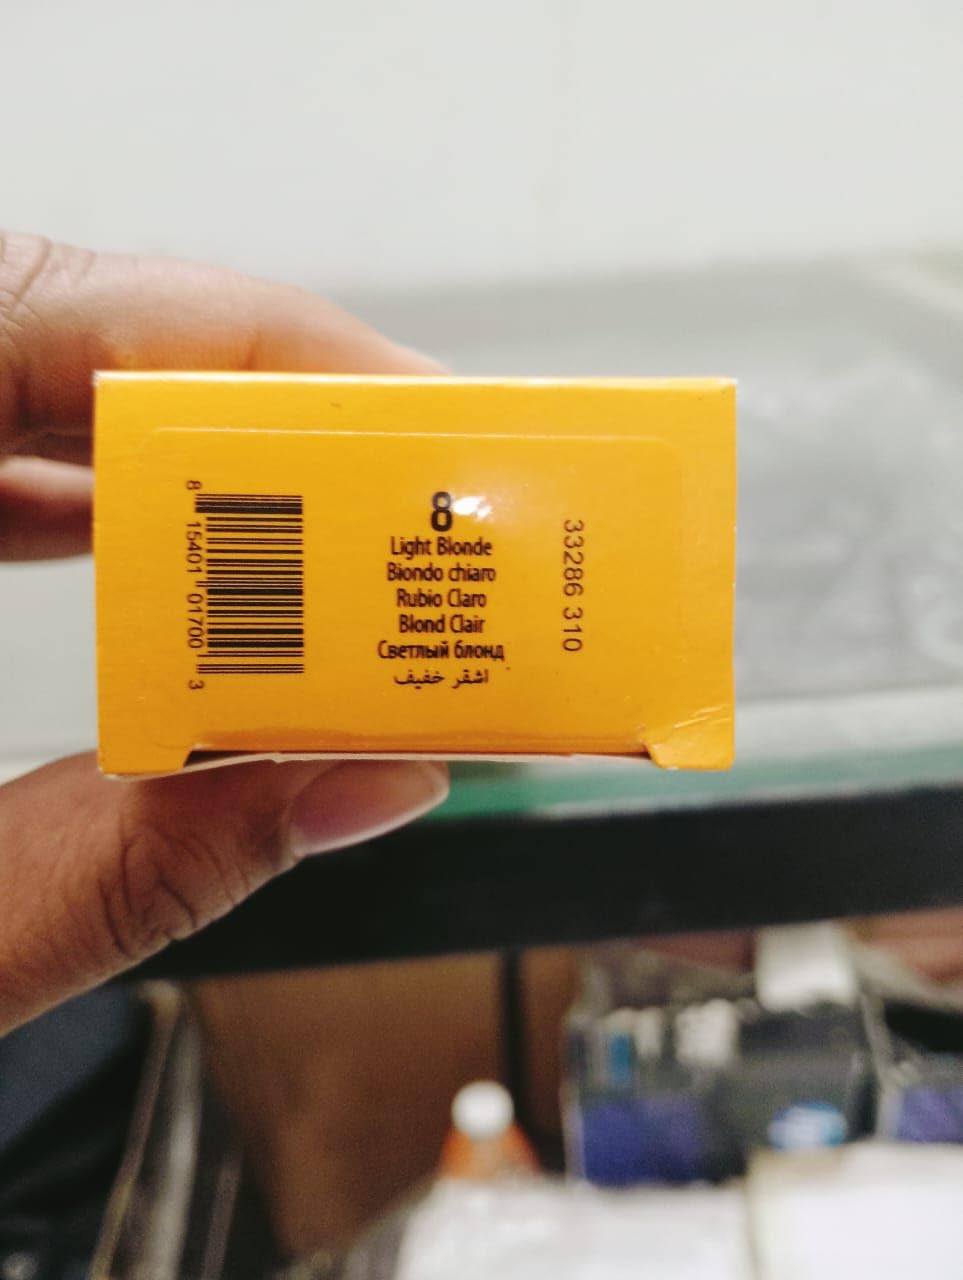 8
Light Blonde
Biondo chiaro
Rubio Claro
Blond Clair
Светлый блонд
اشقر خفيف
8 15401 01700 3
33286 310